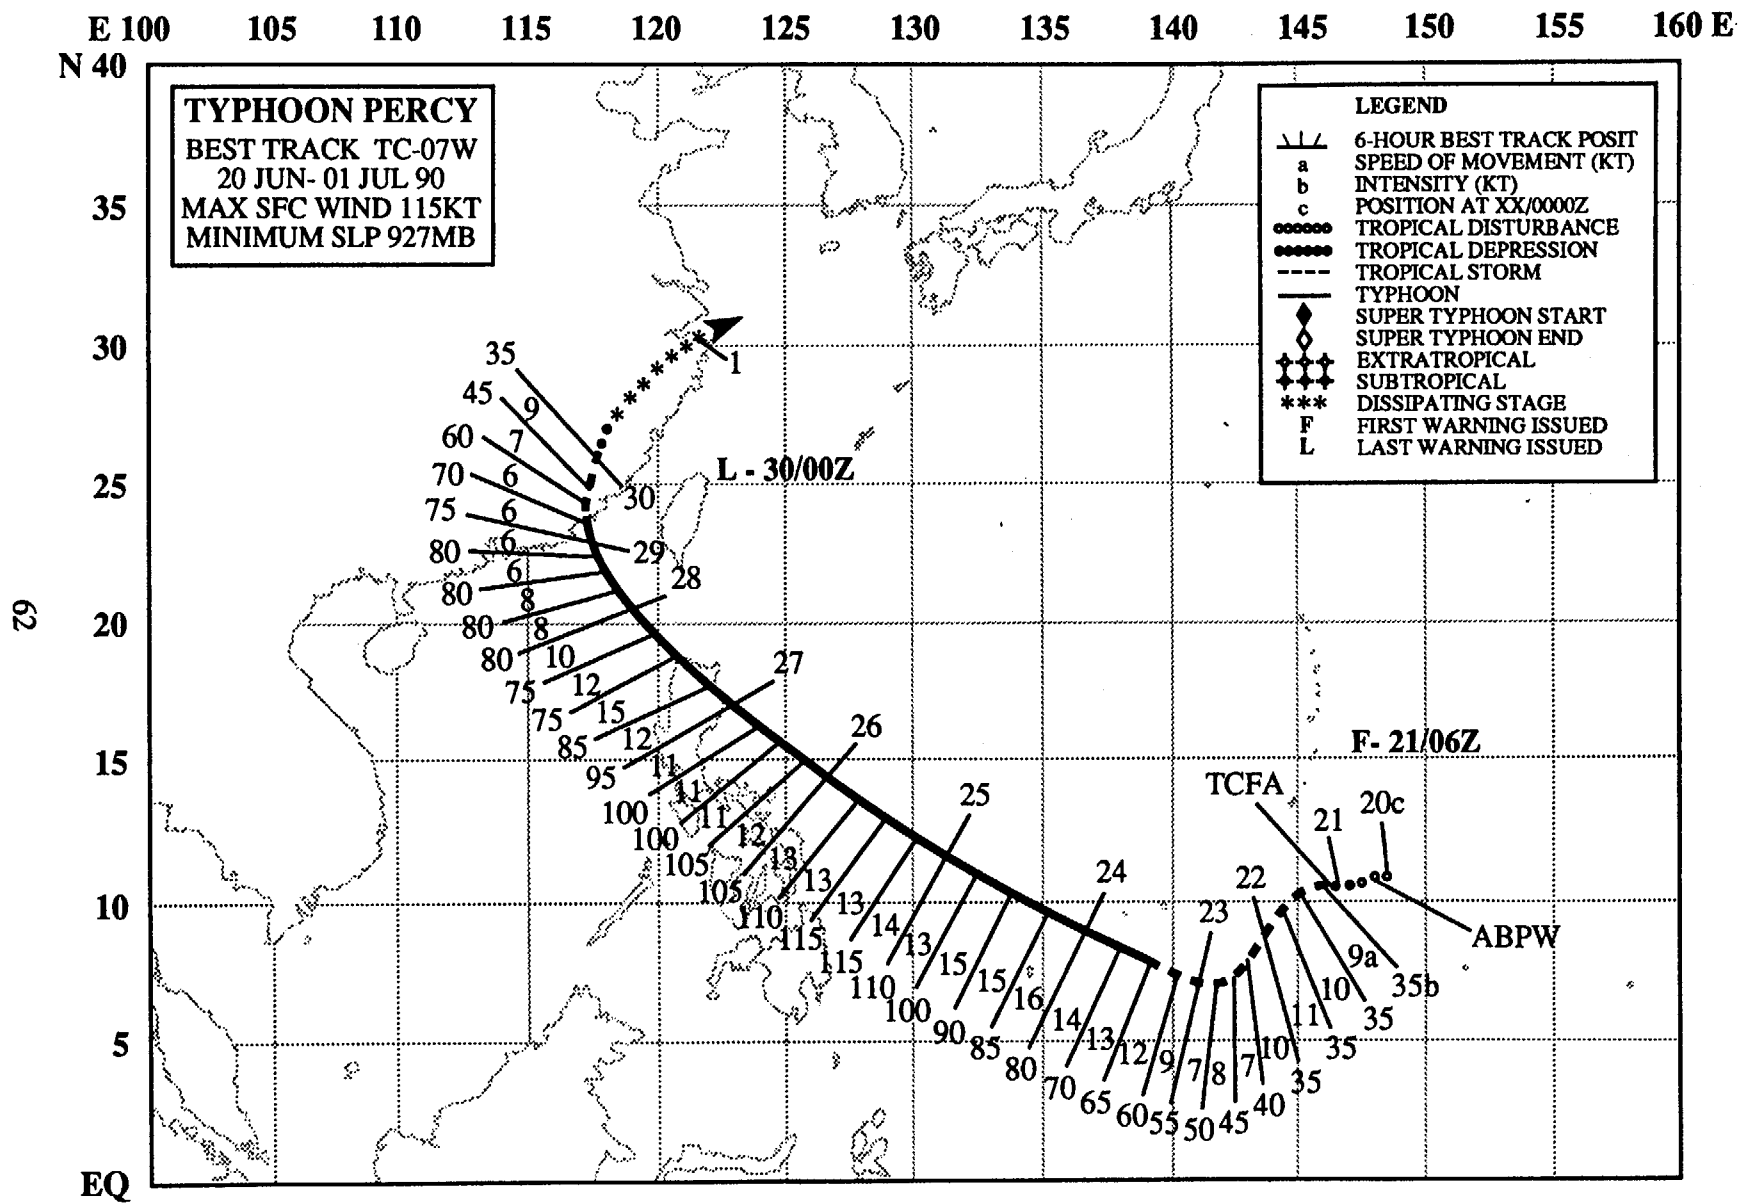 E 100 105 110 115 120 125 130 135 140 145 150 155 160 E
N 40
35
30
25
20
15
10
5
EQ
62
TYPHOON PERCY
BEST TRACK TC-07W
20 JUN- 01 JUL 90
MAX SFC WIND 115KT
MINIMUM SLP 927MB
LEGEND
6-HOUR BEST TRACK POSIT
a SPEED OF MOVEMENT (KT)
b INTENSITY (KT)
c POSITION AT XX/0000Z
TROPICAL DISTURBANCE
TROPICAL DEPRESSION
TROPICAL STORM
TYPHOON
SUPER TYPHOON START
SUPER TYPHOON END
EXTRATROPICAL
SUBTROPICAL
*** DISSIPATING STAGE
F FIRST WARNING ISSUED
L LAST WARNING ISSUED
1
35
45
60
70
75
80
80
80
80
75
75
85
95
100
100
105
105
110
115
115
110
100
90
85
80
70
65
60
55
50
45
40
35
35
35
35b
9
7
6
6
6
6
8
8
10
12
15
12
11
11
11
12
13
13
13
14
13
15
15
16
14
13
12
9
7
8
7
10
11
10
9a
L - 30/00Z
30
29
28
27
26
25
24
23
22
21
20c
F- 21/06Z
TCFA
ABPW